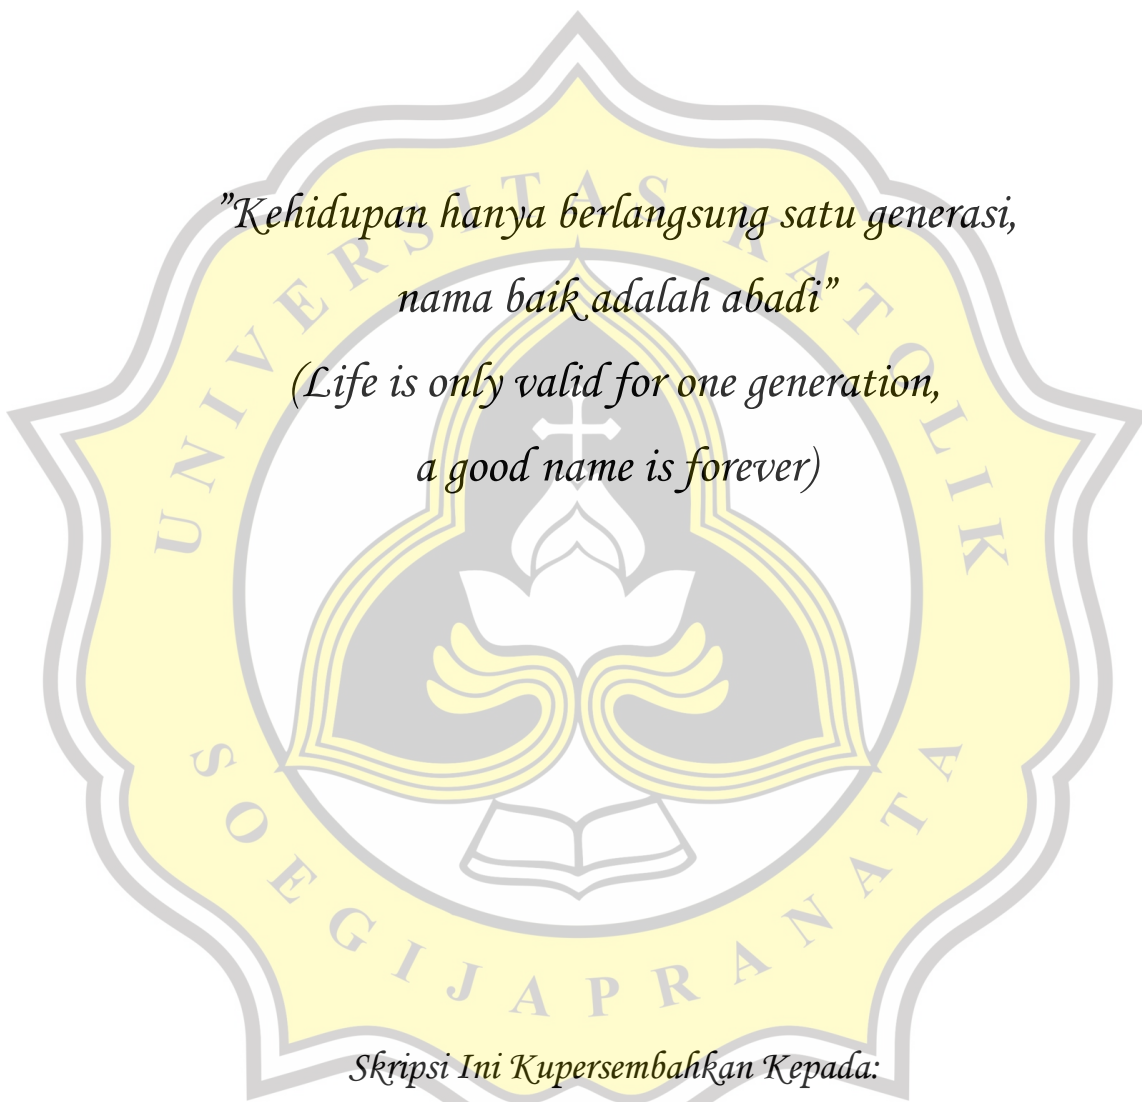 ”Kehidupan hanya berlangsung satu generasi,
nama baik adalah abadi”
(Life is only valid for one generation,
a good name is forever)
UNIVERSITAS KATOLIK
SOEGIJAPRANATA
Skripsi Ini Kupersembahkan Kepada: